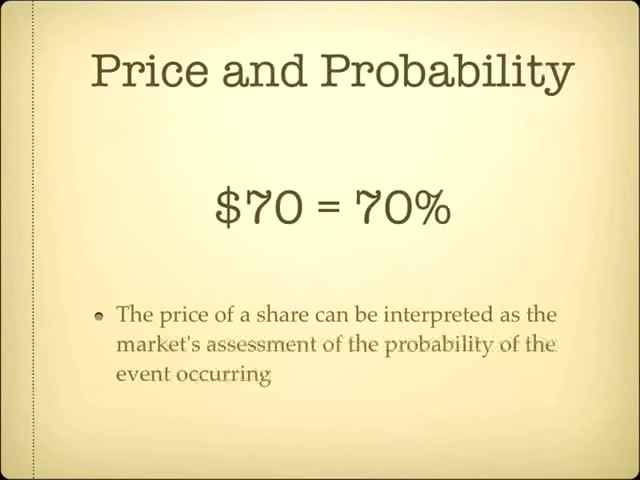 Price and Probability
$70 = 70%
• The price of a share can be interpreted as the
market's assessment of the probability of the
event occurring